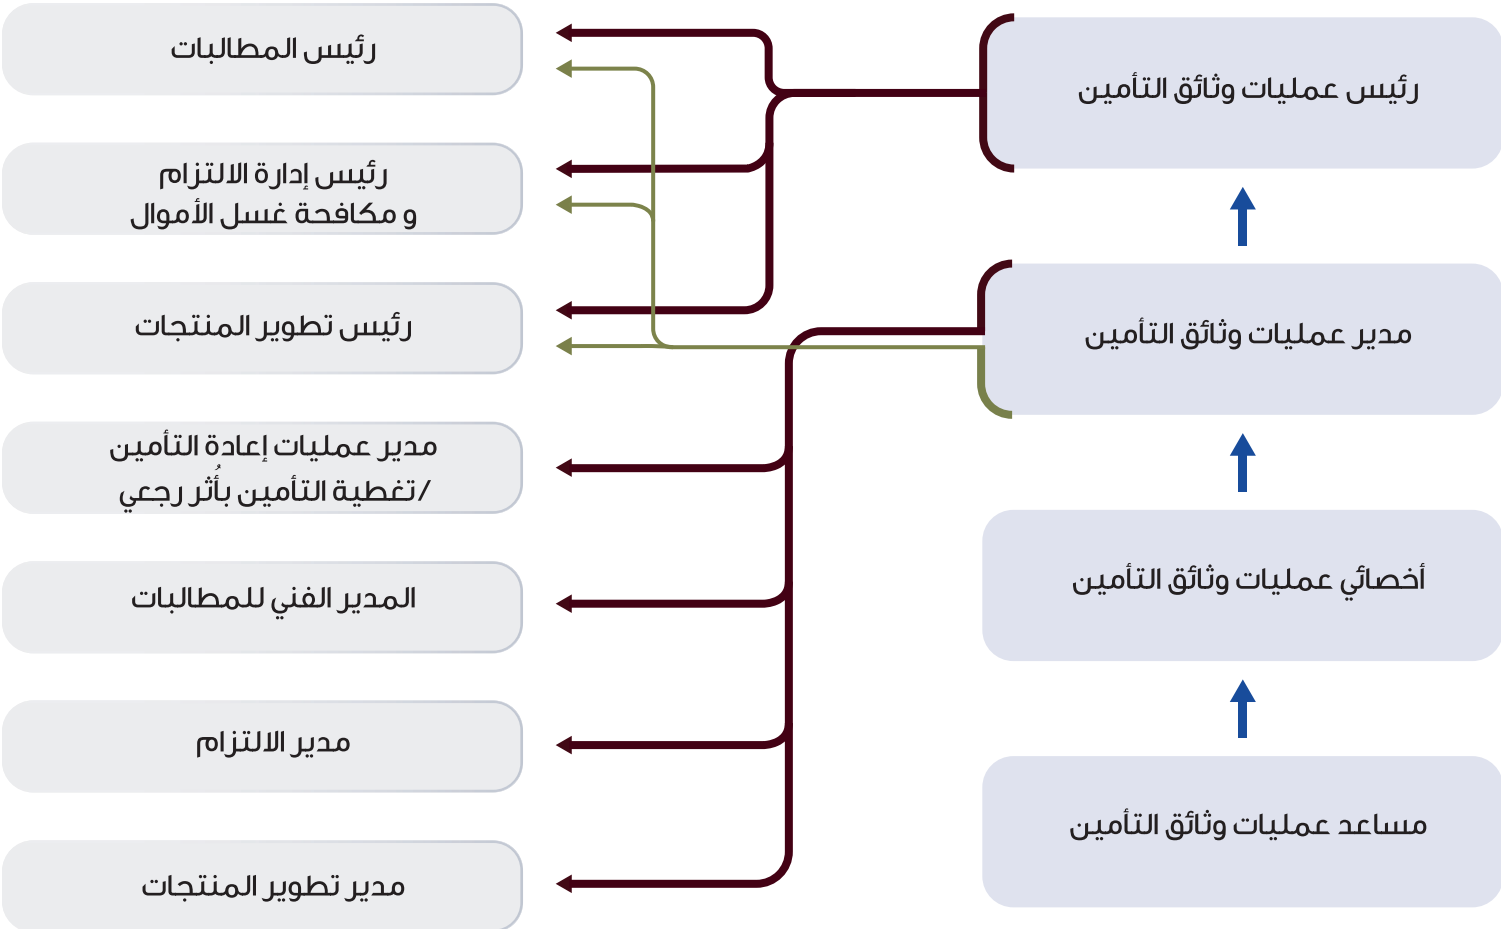 رئيس عمليات وثائق التأمين
مدير عمليات وثائق التأمين
أخصائي عمليات وثائق التأمين
مساعد عمليات وثائق التأمين
رئيس المطالبات
رئيس إدارة الالتزام
و مكافحة غسل الأموال
رئيس تطوير المنتجات
مدير عمليات إعادة التأمين
/تغطية التأمين بأُثر رجعي
المدير الفني للمطالبات
مدير الالتزام
مدير تطوير المنتجات